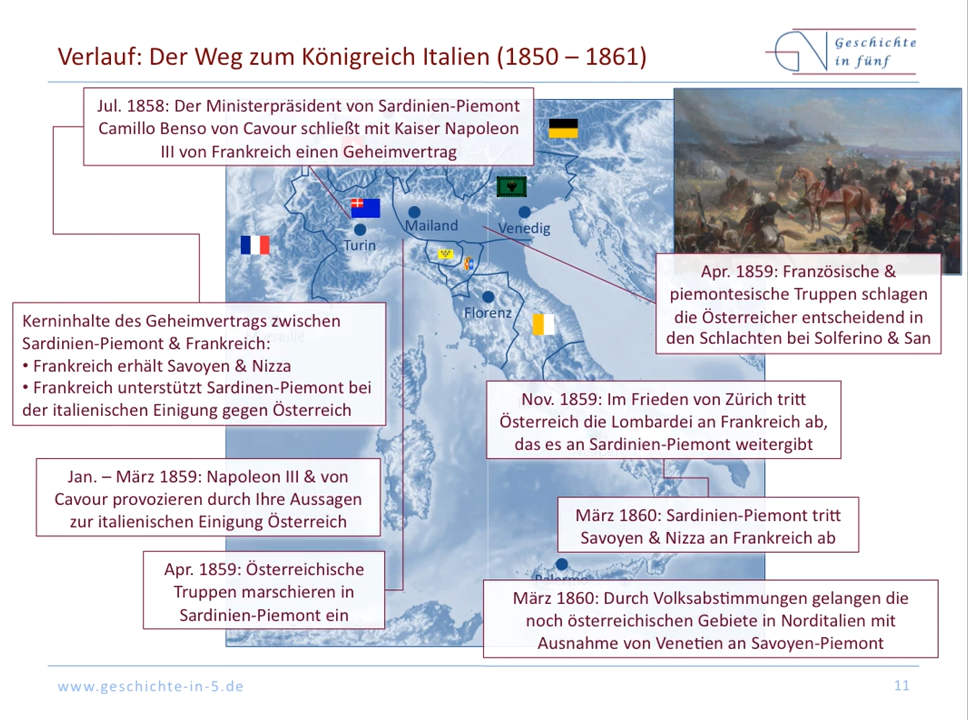 Verlauf: Der Weg zum Königreich Italien (1850 – 1861)
Geschichte
in fünf
Jul. 1858: Der Ministerpräsident von Sardinien-Piemont
Camillo Benso von Cavour schließt mit Kaiser Napoleon
III von Frankreich einen Geheimvertrag
Mailand
Venedig
Turin
Florenz
Apr. 1859: Französische &
piemontesische Truppen schlagen
die Österreicher entscheidend in
den Schlachten bei Solferino & San
Kerninhalte des Geheimvertrags zwischen
Sardinien-Piemont & Frankreich:
• Frankreich erhält Savoyen & Nizza
• Frankreich unterstützt Sardinen-Piemont bei
der italienischen Einigung gegen Österreich
Nov. 1859: Im Frieden von Zürich tritt
Österreich die Lombardei an Frankreich ab,
das es an Sardinien-Piemont weitergibt
Jan. – März 1859: Napoleon III & von
Cavour provozieren durch Ihre Aussagen
zur italienischen Einigung Österreich
März 1860: Sardinien-Piemont tritt
Savoyen & Nizza an Frankreich ab
Apr. 1859: Österreichische
Truppen marschieren in
Sardinien-Piemont ein
Palermo
März 1860: Durch Volksabstimmungen gelangen die
noch österreichischen Gebiete in Norditalien mit
Ausnahme von Venetien an Savoyen-Piemont
www.geschichte-in-5.de
11